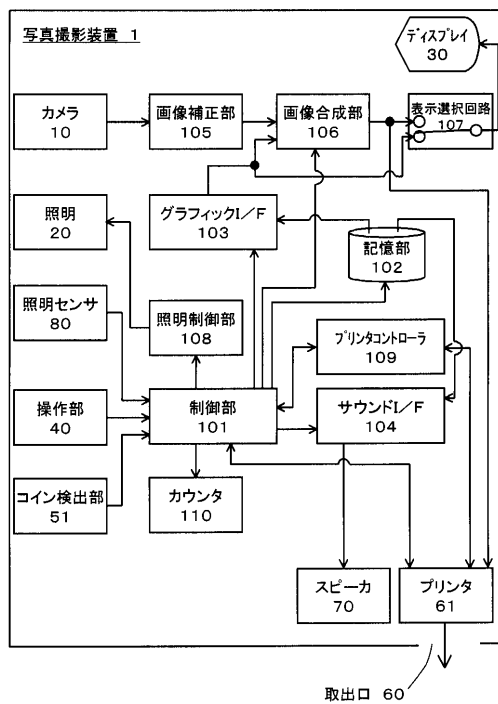 写真撮影装置 1
ディスプレイ
30
カメラ
10
画像補正部
105
画像合成部
106
表示選択回路
107
照明
20
グラフィックI/F
103
記憶部
102
照明センサ
80
照明制御部
108
プリンタコントローラ
109
操作部
40
制御部
101
サウンドI/F
104
コイン検出部
51
カウンタ
110
スピーカ
70
プリンタ
61
取出口 60